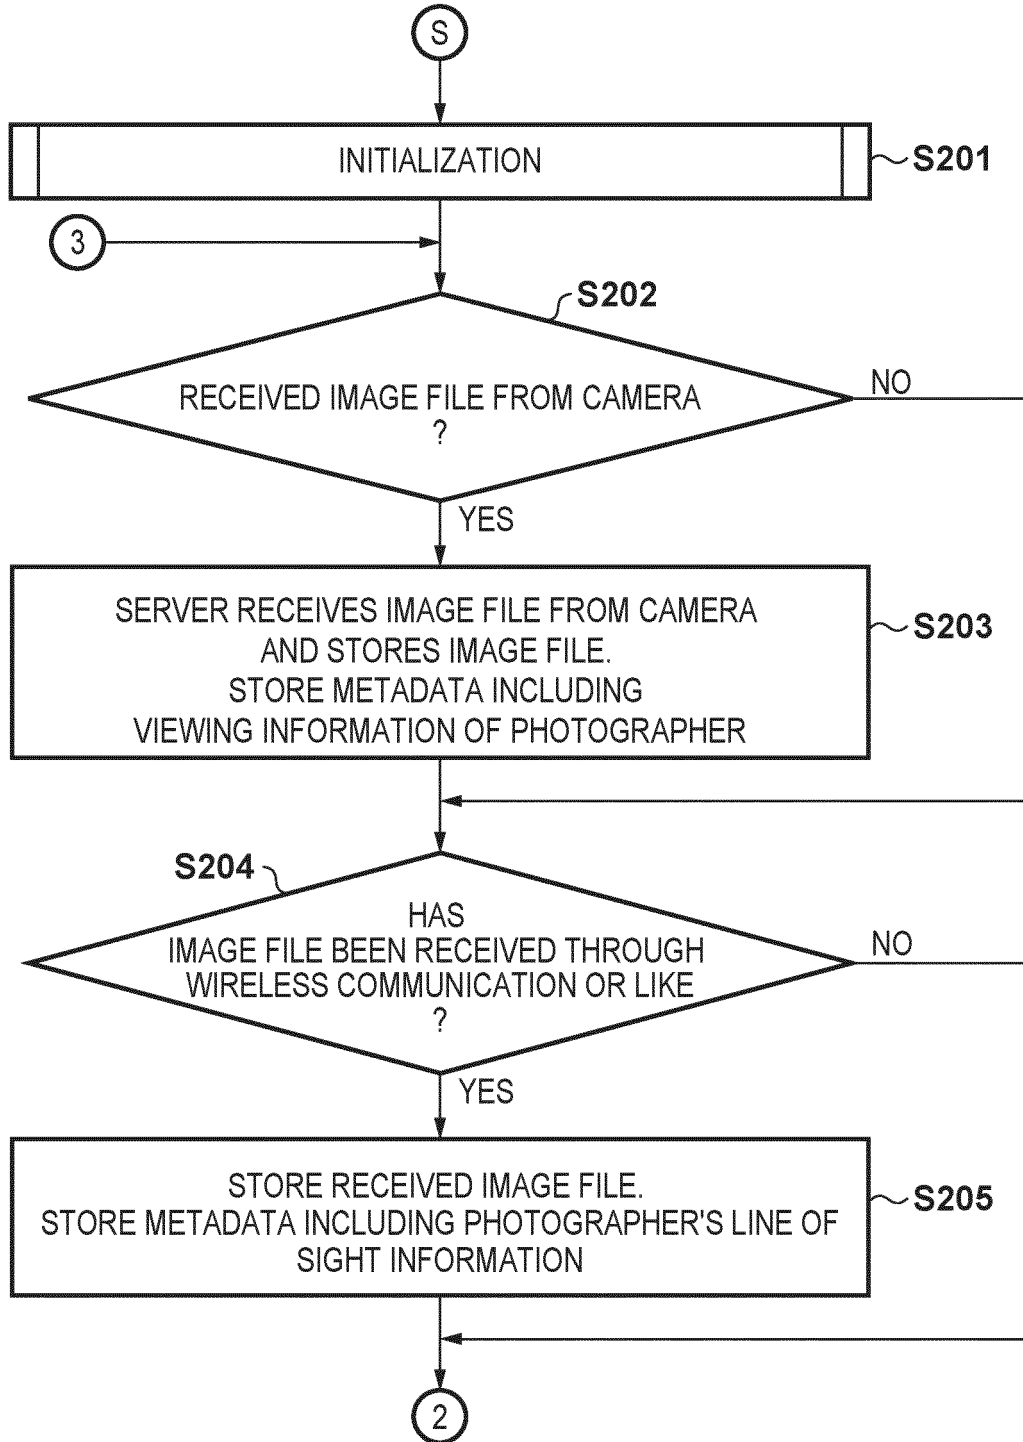 S
INITIALIZATION
S201
3
S202
RECEIVED IMAGE FILE FROM CAMERA
?
NO
YES
SERVER RECEIVES IMAGE FILE FROM CAMERA
AND STORES IMAGE FILE.
STORE METADATA INCLUDING
VIEWING INFORMATION OF PHOTOGRAPHER
S203
S204
HAS
IMAGE FILE BEEN RECEIVED THROUGH
WIRELESS COMMUNICATION OR LIKE
?
NO
YES
STORE RECEIVED IMAGE FILE.
STORE METADATA INCLUDING PHOTOGRAPHER'S LINE OF
SIGHT INFORMATION
S205
2